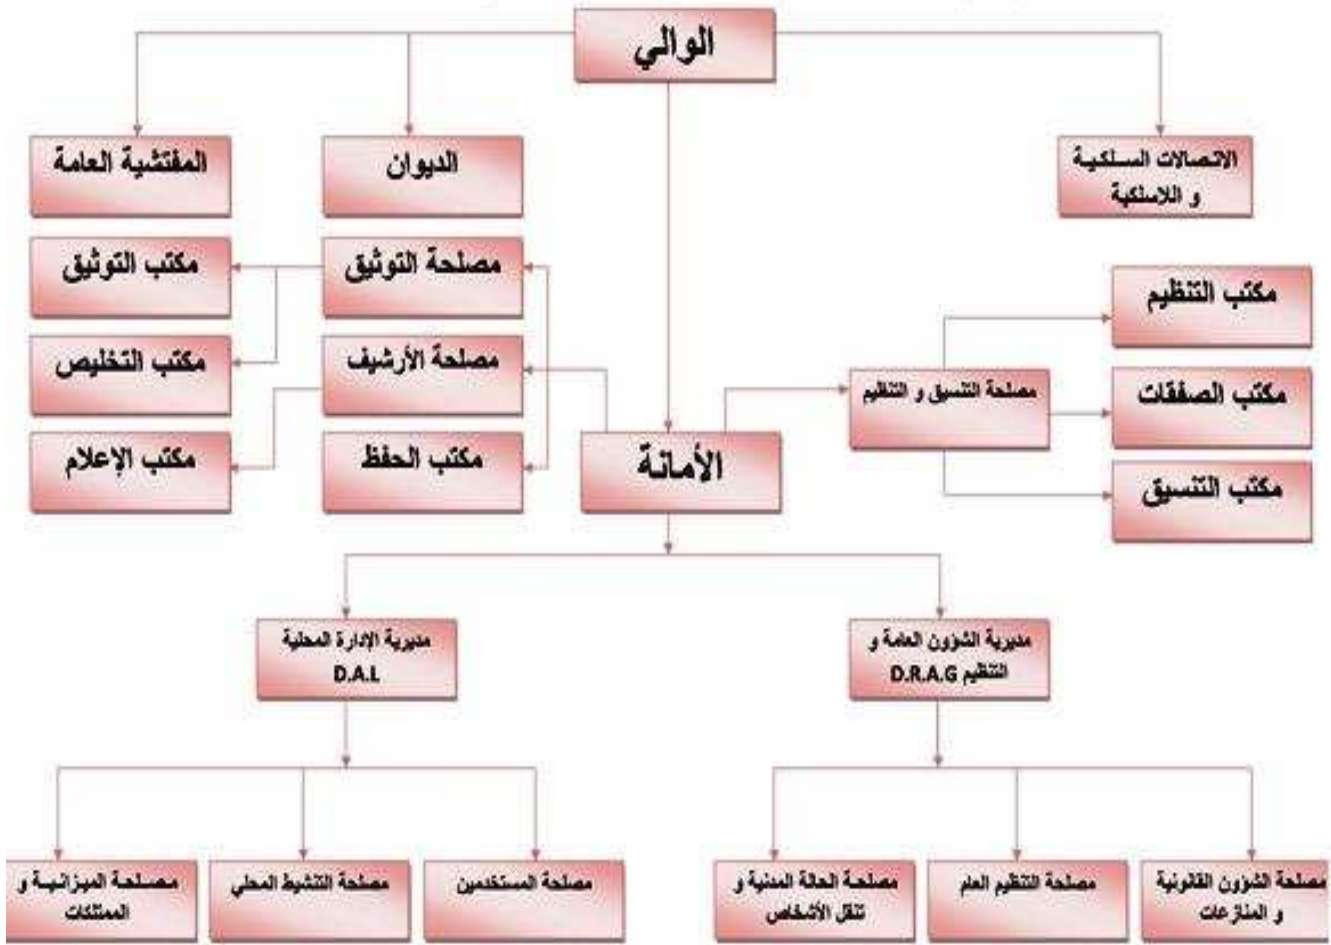 الوالي
الاتصالات السلكية
و اللاسلكية
الديوان
المفتشية العامة
مصلحة التوثيق
مكتب التوثيق
مكتب التنظيم
مصلحة الأرشيف
مكتب التخليص
مصلحة التنسيق و التنظيم
مكتب الصفقات
مكتب الحفظ
مكتب الإعلام
الأمانة
مكتب التنسيق
مديرية الشؤون العامة و
التنظيم D.R.A.G
مديرية الإدارة المحلية
D.A.L
مصلحة الشؤون القانونية
و المنازعات
مصلحة التنظيم العام
مصلحة الحالة المدنية و
تنقل الأشخاص
مصلحة المستخدمين
مصلحة التنشيط المحلي
مصلحة الميزانية و
الممتلكات